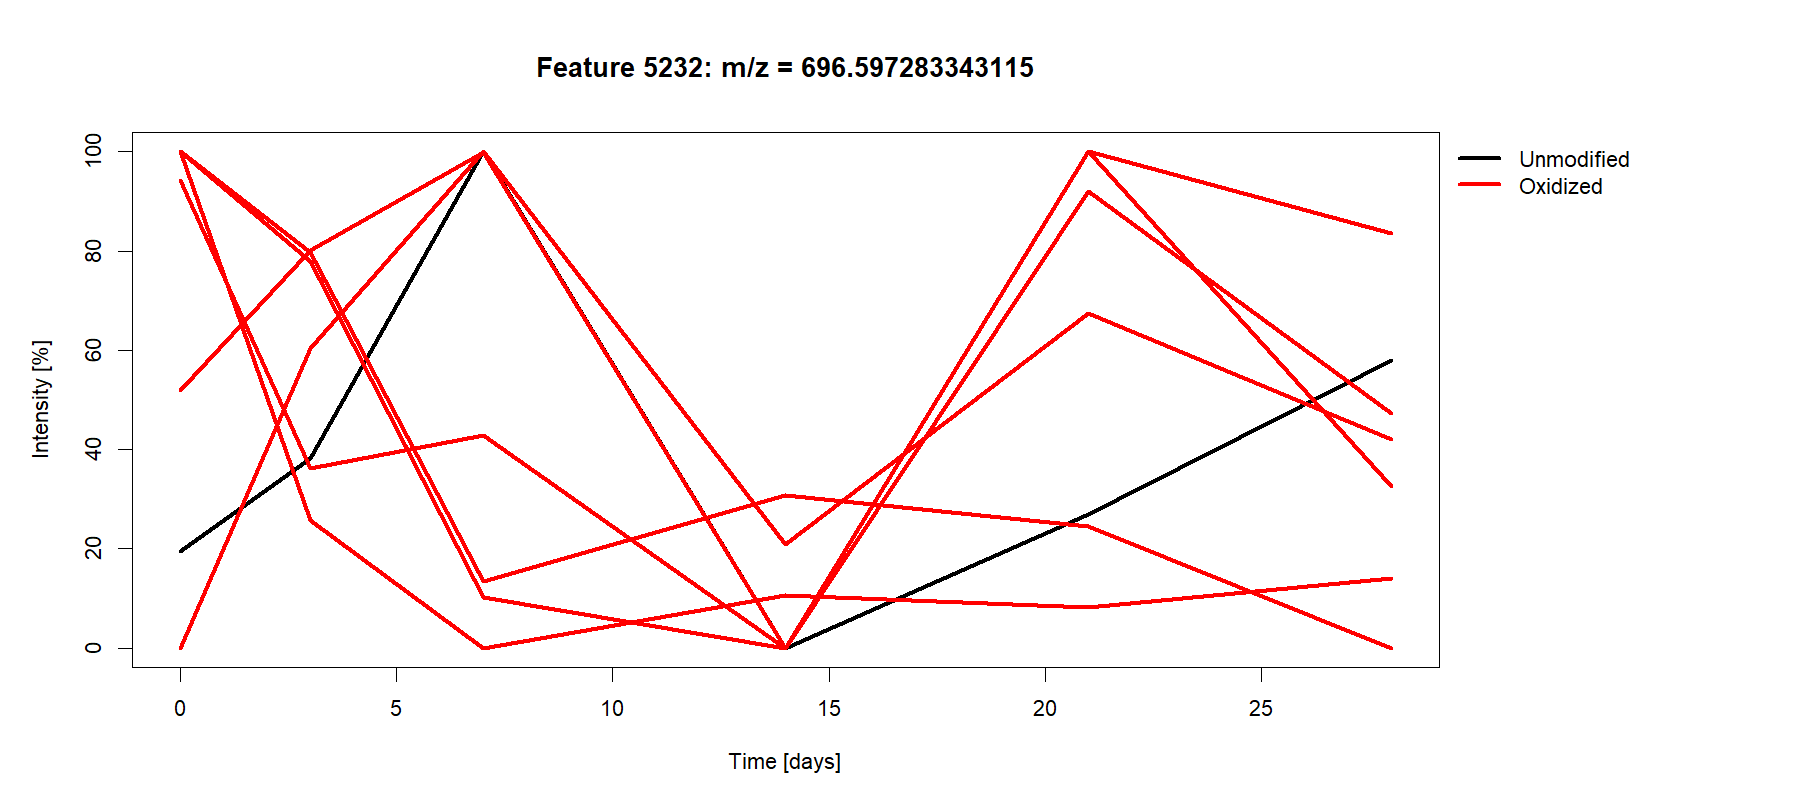 Feature 5232: m/z = 696.597283343115
Unmodified
Oxidized
Intensity [%]
100
80
60
40
20
0
0 5 10 15 20 25
Time [days]